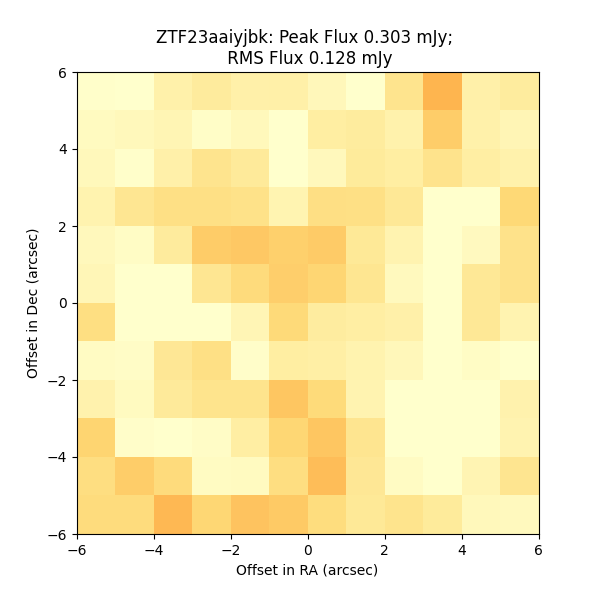 ZTF23aaiyjbk: Peak Flux 0.303 mJy;
RMS Flux 0.128 mJy
6
4
2
0
−2
−4
−6
Offset in Dec (arcsec)
−6 −4 −2 0 2 4 6
Offset in RA (arcsec)